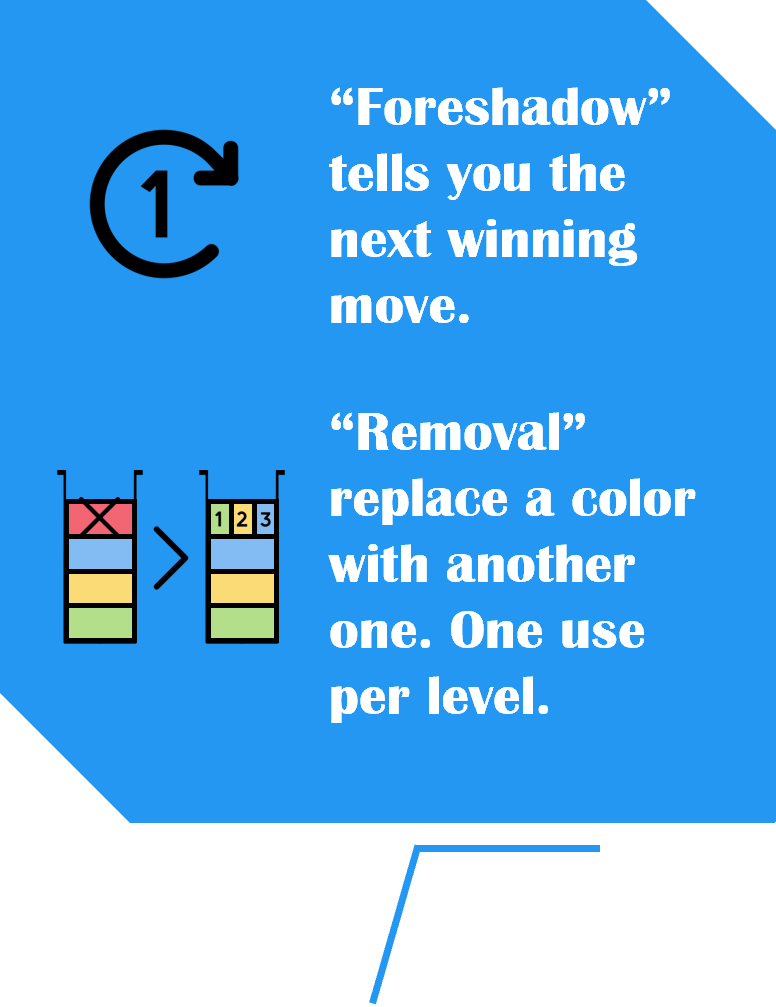 “Foreshadow”
tells you the
next winning
move.
1
“Removal”
replace a color
with another
one. One use
per level.
1 2 3